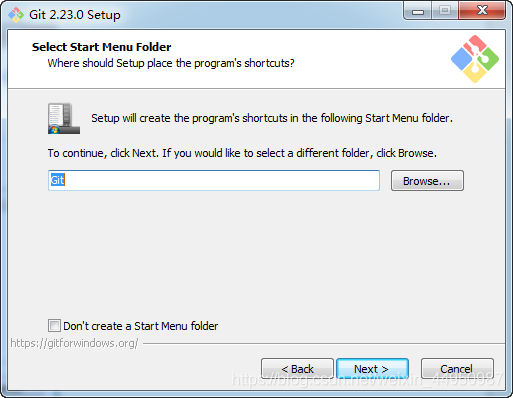 Git 2.23.0 Setup
Select Start Menu Folder
Where should Setup place the program's shortcuts?
Setup will create the program's shortcuts in the following Start Menu folder.
To continue, click Next. If you would like to select a different folder, click Browse.
Git
Browse...
Don't create a Start Menu folder
https://gitforwindows.org/
< Back
Next >
Cancel
https://blog.csdn.net/weixin_44950987